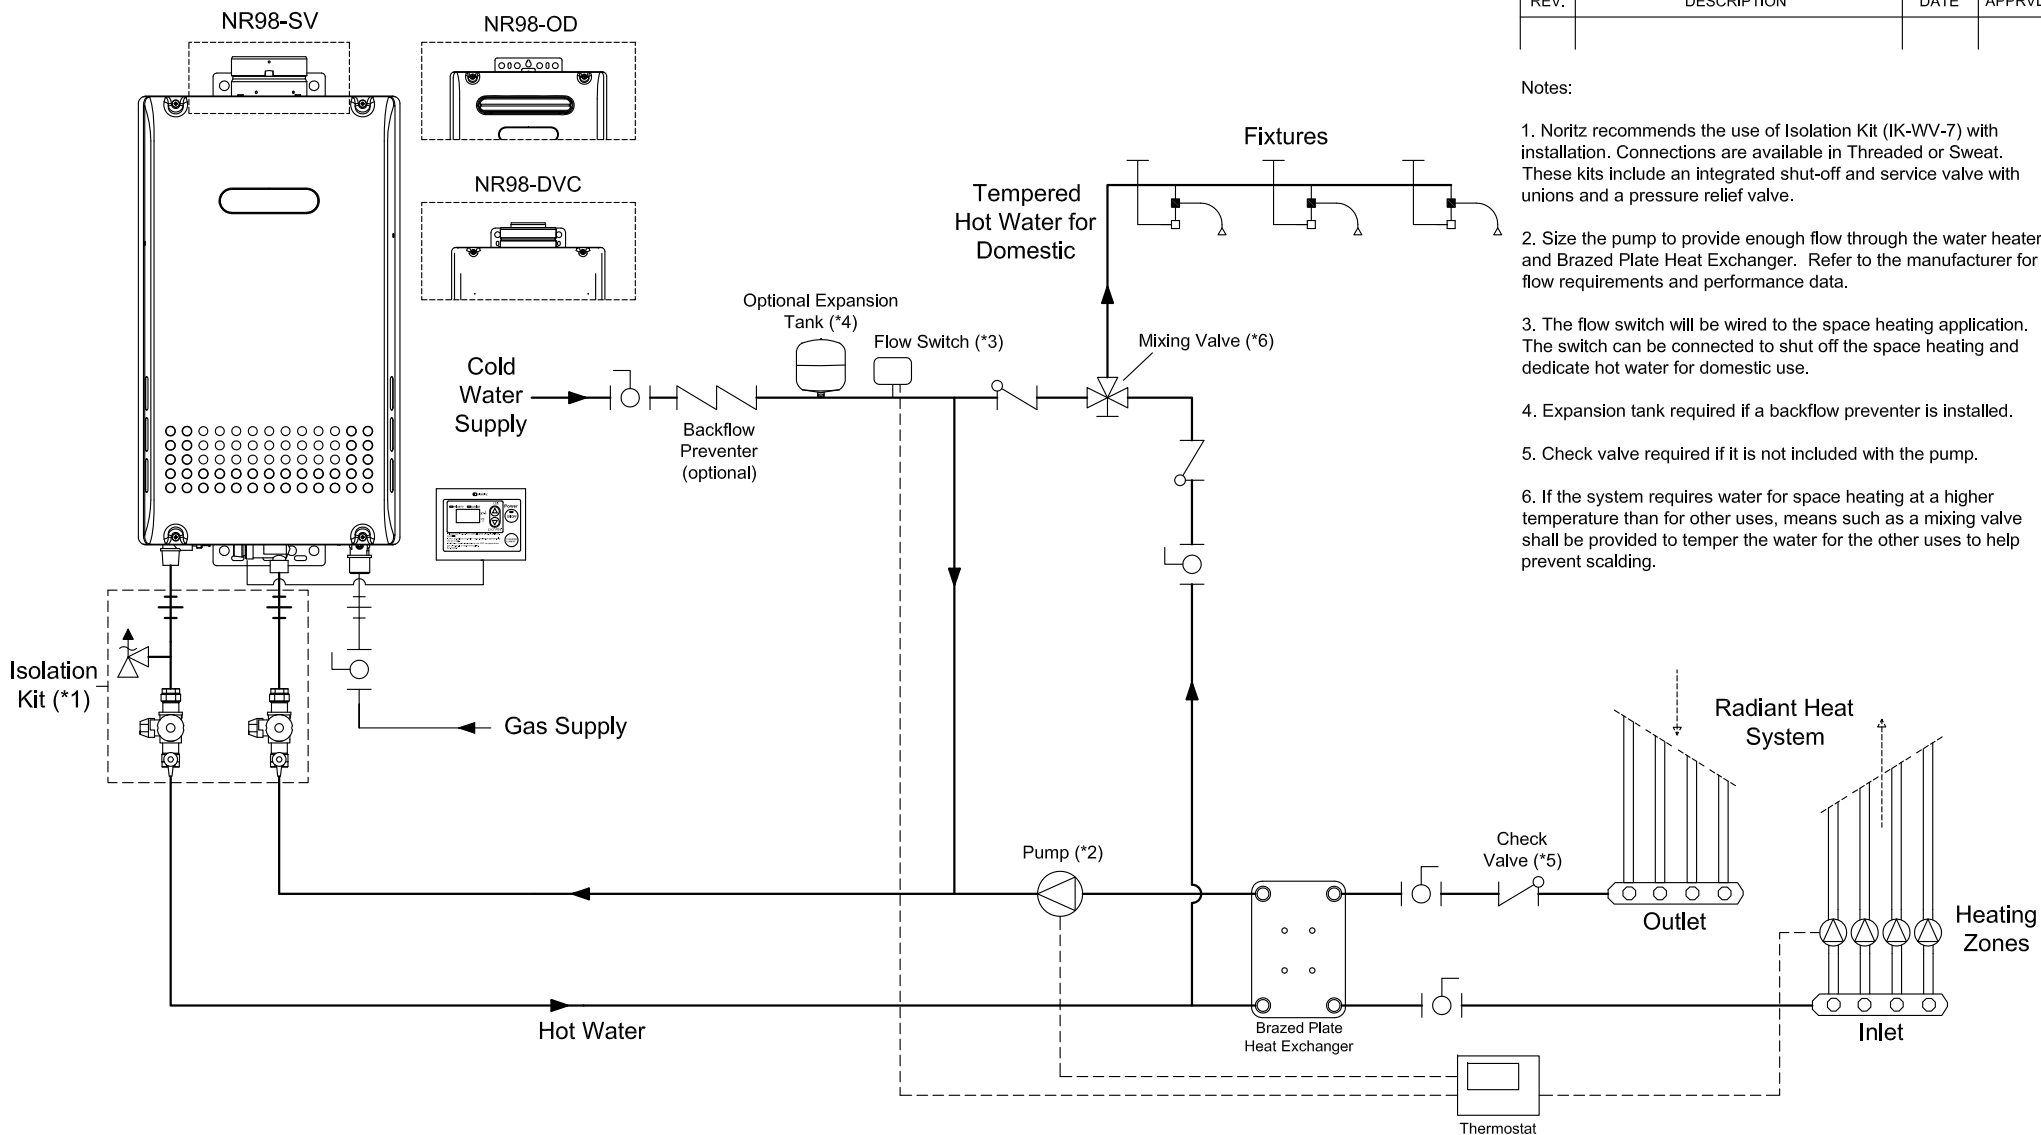 REV.
DESCRIPTION
DATE
NR98-SV
NR98-OD
NR98-DVC
Notes:
1. Noritz recommends the use of Isolation Kit (IK-WV-7) with
installation. Connections are available in Threaded or Sweat.
These kits include an integrated shut-off and service valve with
unions and a pressure relief valve.
2. Size the pump to provide enough flow through the water heater
and Brazed Plate Heat Exchanger.  Refer to the manufacturer for
flow requirements and performance data.
3. The flow switch will be wired to the space heating application.
The switch can be connected to shut off the space heating and
dedicate hot water for domestic use.
4. Expansion tank required if a backflow preventer is installed.
5. Check valve required if it is not included with the pump.
6. If the system requires water for space heating at a higher
temperature than for other uses, means such as a mixing valve
shall be provided to temper the water for the other uses to help
prevent scalding.
Fixtures
Tempered
Hot Water for
Domestic
Optional Expansion
Tank (*4)
Flow Switch (*3)
Mixing Valve (*6)
Cold
Water
Supply
Backflow
Preventer
(optional)
Power
Isolation
Kit (*1)
Gas Supply
Radiant Heat
System
Pump (*2)
Check
Valve (*5)
Outlet
Heating
Zones
Hot Water
Brazed Plate
Heat Exchanger
Inlet
Thermostat